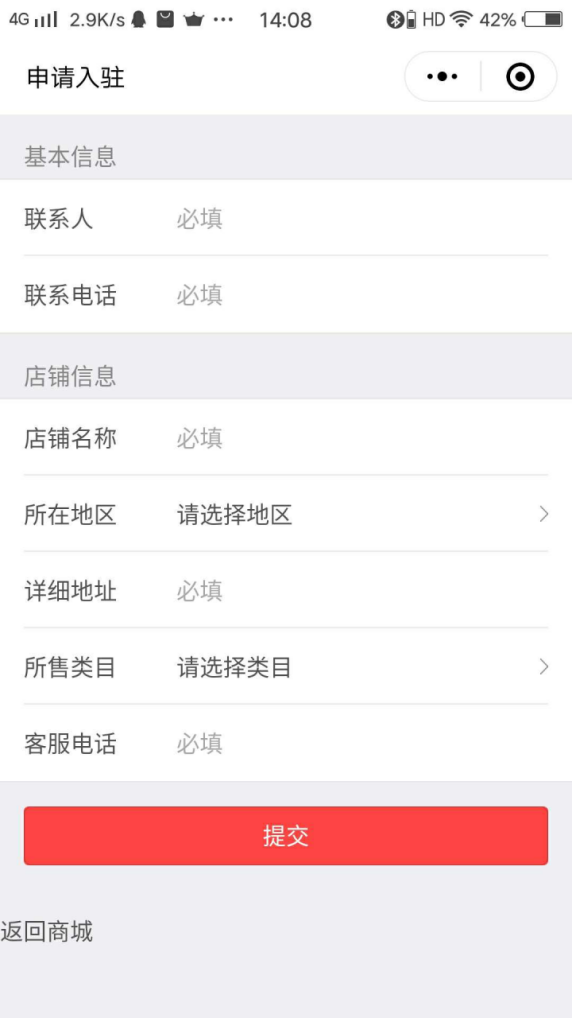 4G 2.9K/s ··· 14:08 HD 42%
申请入驻
基本信息
联系人 必填
联系电话 必填
店铺信息
店铺名称 必填
所在地区 请选择地区
详细地址 必填
所售类目 请选择类目
客服电话 必填
提交
返回商城